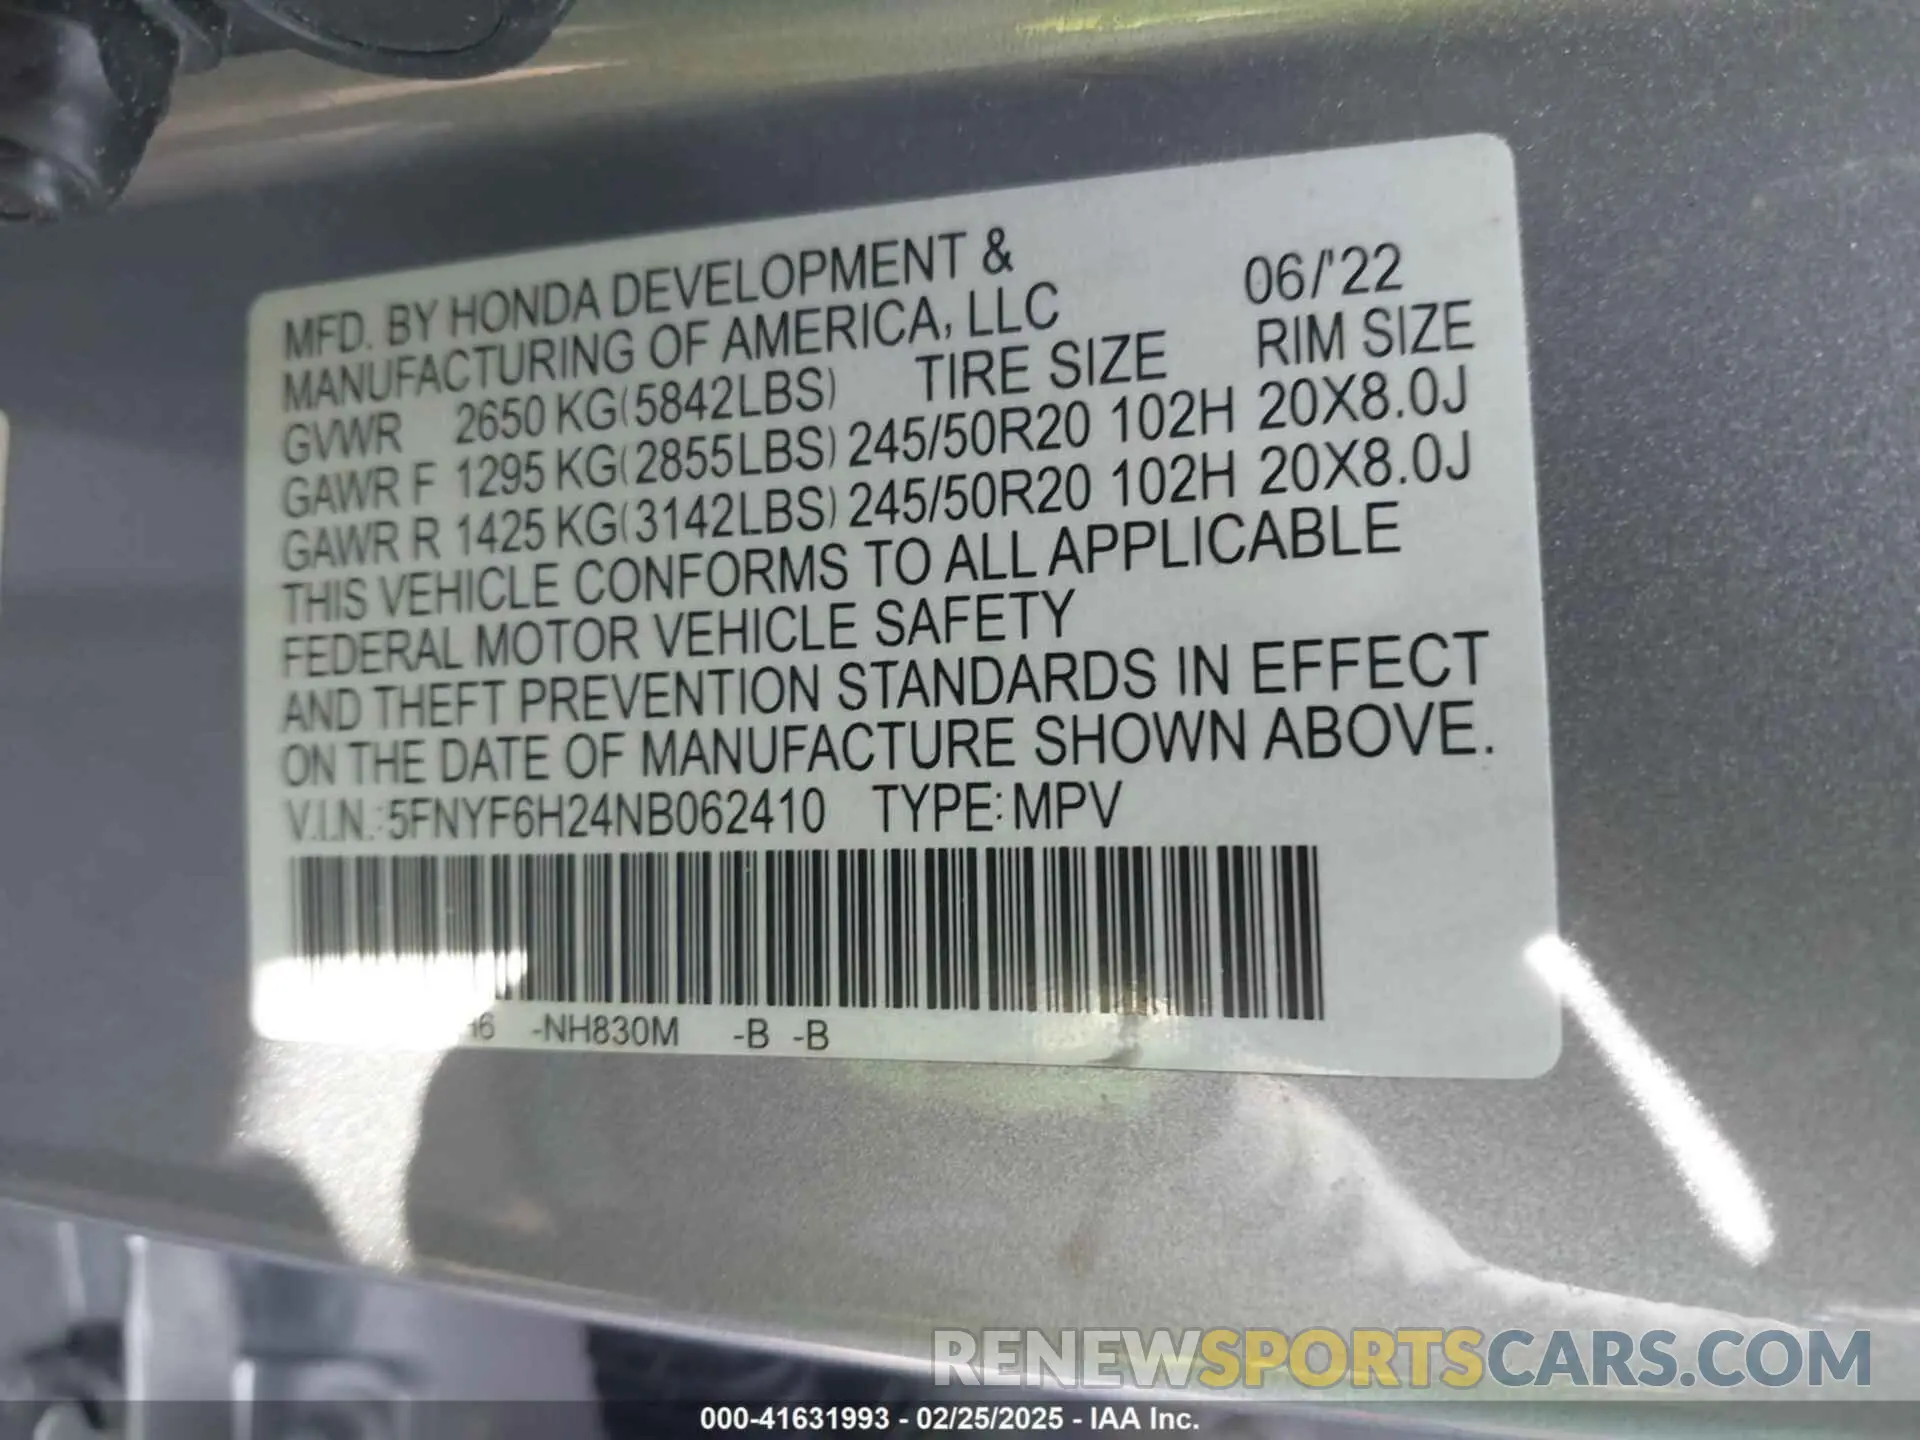 MFD. BY HONDA DEVELOPMENT &
MANUFACTURING OF AMERICA, LLC 06/'22
GVWR 2650 KG(5842LBS) TIRE SIZE RIM SIZE
GAWR F 1295 KG(2855LBS) 245/50R20 102H 20X8.0J
GAWR R 1425 KG(3142LBS) 245/50R20 102H 20X8.0J
THIS VEHICLE CONFORMS TO ALL APPLICABLE
FEDERAL MOTOR VEHICLE SAFETY
AND THEFT PREVENTION STANDARDS IN EFFECT
ON THE DATE OF MANUFACTURE SHOWN ABOVE.
V.I.N.: 5FNYF6H24NB062410 TYPE: MPV
-NH830M -B -B
RENEWSPORTSCARS.COM
000-41631993 - 02/25/2025 - IAA Inc.